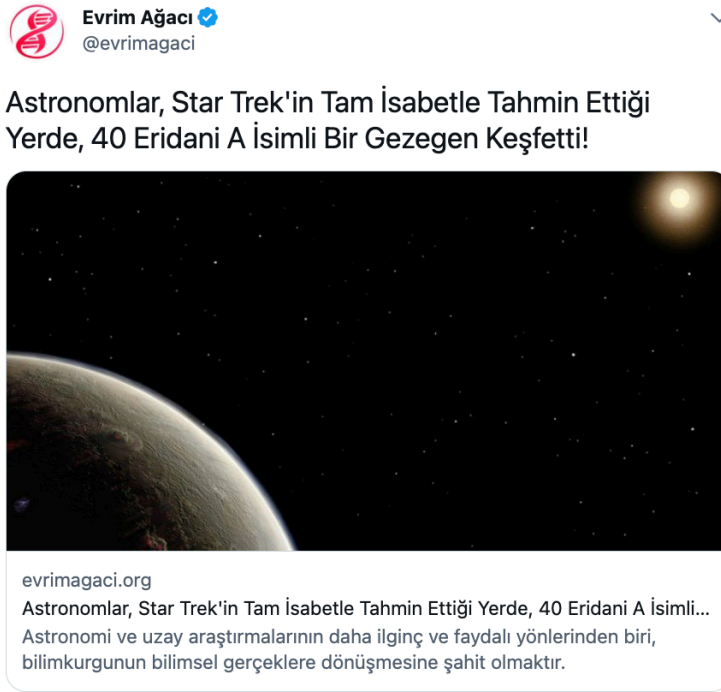 Evrim Ağacı
@evrimagaci
Astronomlar, Star Trek'in Tam İsabetle Tahmin Ettiği
Yerde, 40 Eridani A İsimli Bir Gezegen Keşfetti!
evrimagaci.org
Astronomlar, Star Trek'in Tam İsabetle Tahmin Ettiği Yerde, 40 Eridani A İsimli...
Astronomi ve uzay araştırmalarının daha ilginç ve faydalı yönlerinden biri,
bilimkurgunun bilimsel gerçeklere dönüşmesine şahit olmaktır.